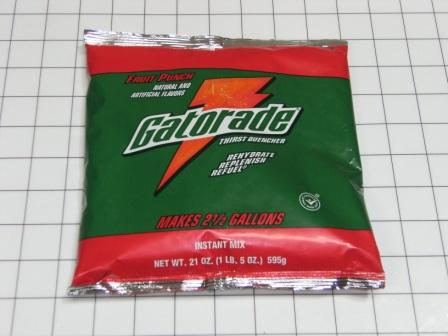 Fruit Punch
NATURAL AND
ARTIFICIAL FLAVORS
Gatorade
THIRST QUENCHER
REHYDRATE
REPLENISH
REFUEL
MAKES 2½ GALLONS
INSTANT MIX
NET WT. 21 OZ. (1 LB. 5 OZ.) 595g